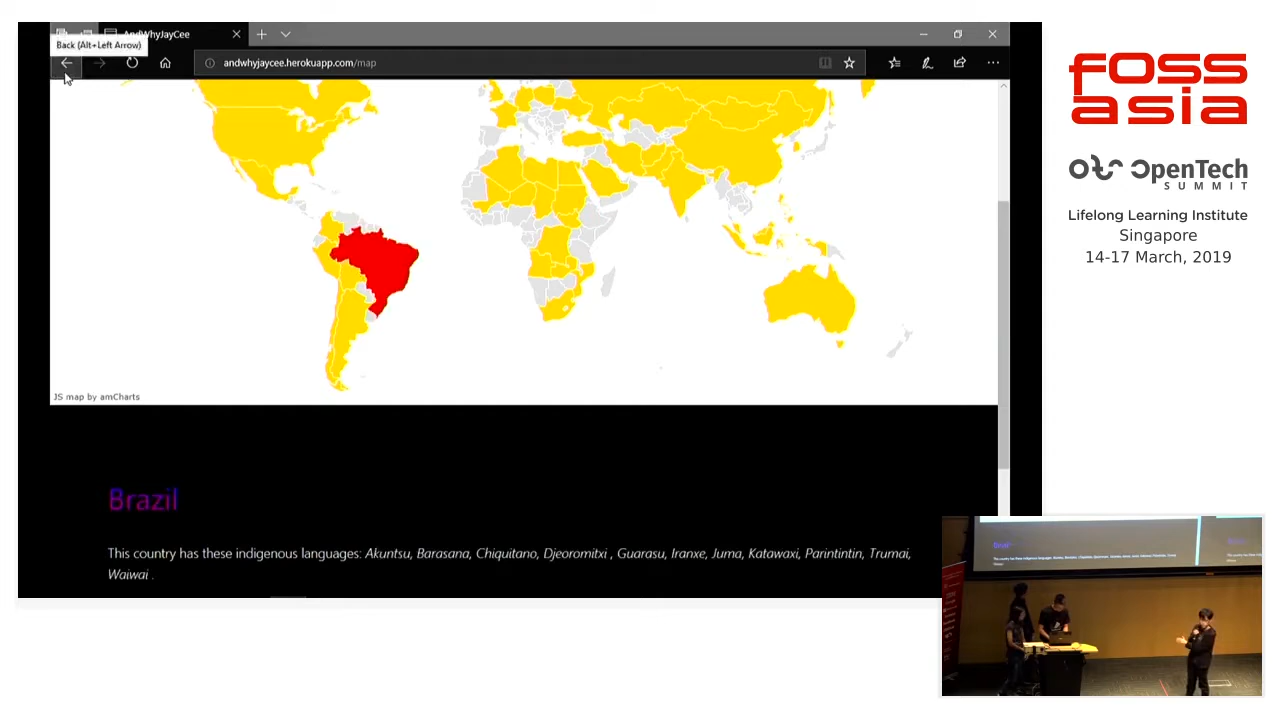 AndWhyJayCee
Back (Alt+Left Arrow)
andwhyjaycee.herokuapp.com/map
JS map by amCharts
Brazil
This country has these indigenous languages: Akuntsu, Barasana, Chiquitano, Djeoromitxi , Guarasu, Iranxe, Juma, Katawaxi, Parintintin, Trumai,
Waiwai .
FOSS
asia
OpenTech
SUMMIT
Lifelong Learning Institute
Singapore
14-17 March, 2019